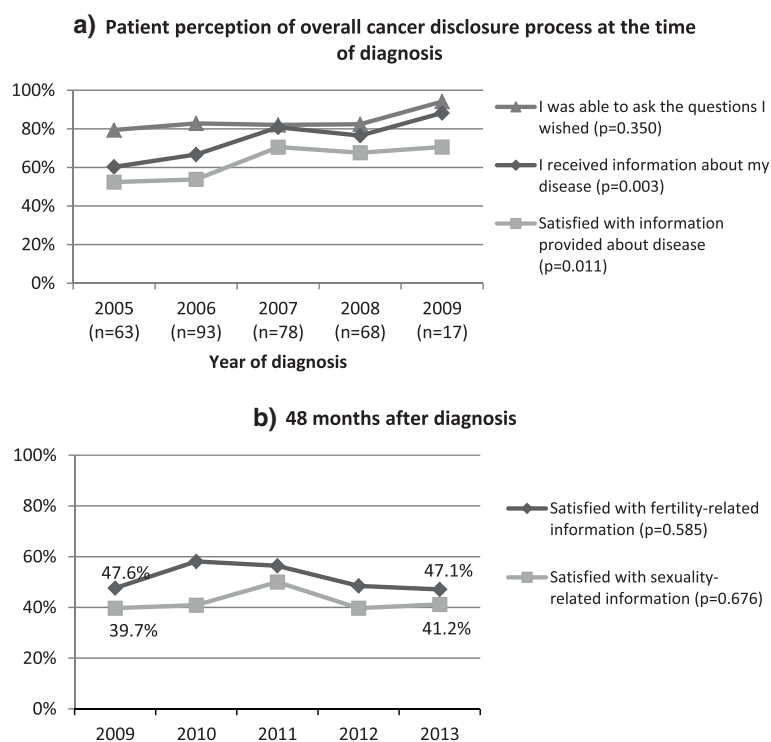 a) Patient perception of overall cancer disclosure process at the time
of diagnosis
100%
80%
60%
40%
20%
0%
2005
(n=63)
2006
(n=93)
2007
(n=78)
2008
(n=68)
2009
(n=17)
Year of diagnosis
I was able to ask the questions I
wished (p=0.350)
I received information about my
disease (p=0.003)
Satisfied with information
provided about disease
(p=0.011)
b) 48 months after diagnosis
100%
80%
60%
40%
20%
0%
47.6%
39.7%
47.1%
41.2%
2009
2010
2011
2012
2013
Satisfied with fertility-related
information (p=0.585)
Satisfied with sexuality-
related information (p=0.676)